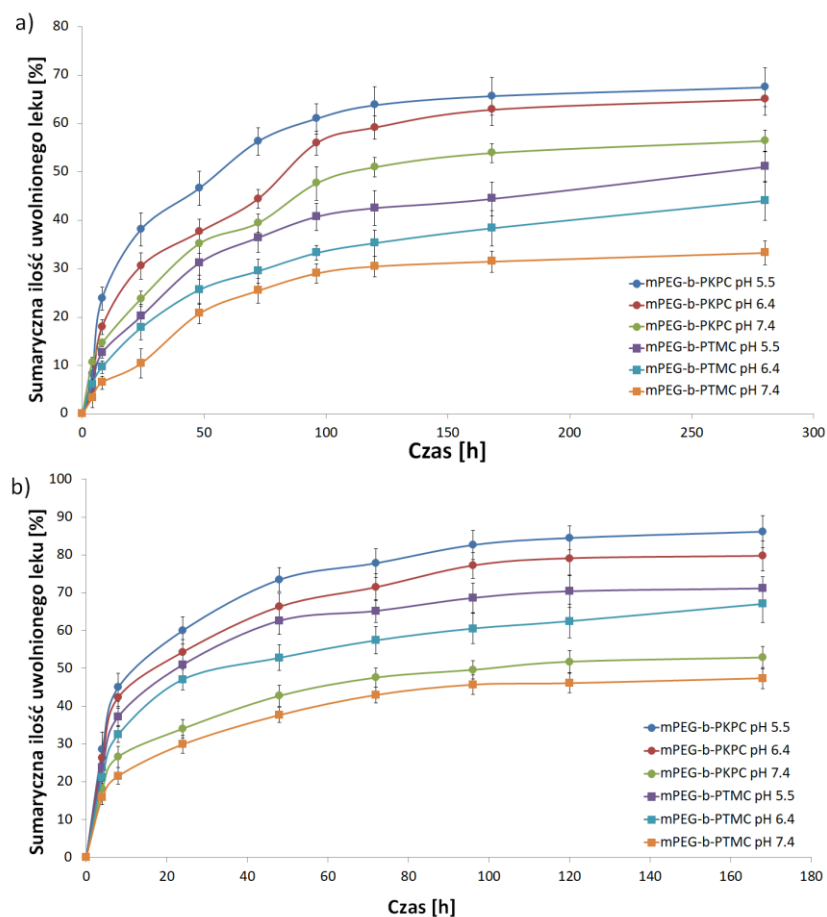 a)
Sumaryczna ilość uwolnionego leku [%]
80
70
60
50
40
30
20
10
0
mPEG-b-PKPC pH 5.5
mPEG-b-PKPC pH 6.4
mPEG-b-PKPC pH 7.4
mPEG-b-PTMC pH 5.5
mPEG-b-PTMC pH 6.4
mPEG-b-PTMC pH 7.4
0 50 100 150 200 250 300
Czas [h]
b)
Sumaryczna ilość uwolnionego leku [%]
100
90
80
70
60
50
40
30
20
10
0
mPEG-b-PKPC pH 5.5
mPEG-b-PKPC pH 6.4
mPEG-b-PKPC pH 7.4
mPEG-b-PTMC pH 5.5
mPEG-b-PTMC pH 6.4
mPEG-b-PTMC pH 7.4
0 20 40 60 80 100 120 140 160 180
Czas [h]